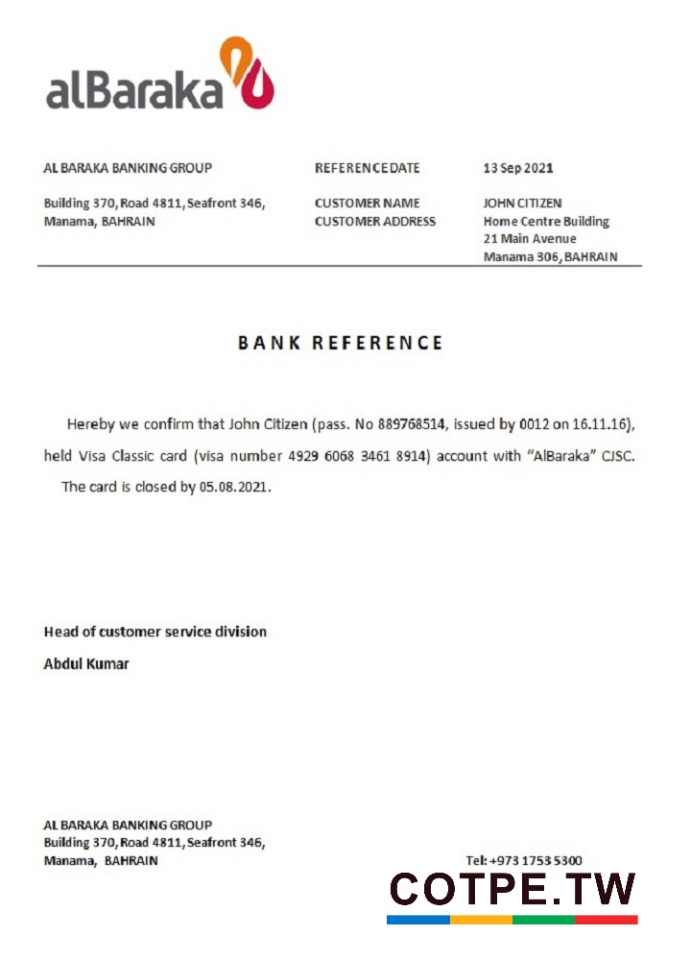 alBaraka
AL BARAKA BANKING GROUP REFERENCE DATE 13 Sep 2021
Building 370, Road 4811, Seafront 346, CUSTOMER NAME JOHN CITIZEN
Manama, BAHRAIN CUSTOMER ADDRESS Home Centre Building
21 Main Avenue
Manama 306, BAHRAIN
BANK REFERENCE
Hereby we confirm that John Citizen (pass. No 889768514, issued by 0012 on 16.11.16),
held Visa Classic card (visa number 4929 6068 3461 8914) account with “AlBaraka” CJSC.
The card is closed by 05.08.2021.
Head of customer service division
Abdul Kumar
AL BARAKA BANKING GROUP
Building 370, Road 4811, Seafront 346,
Manama, BAHRAIN Tel: +973 1753 5300
COTPE.TW